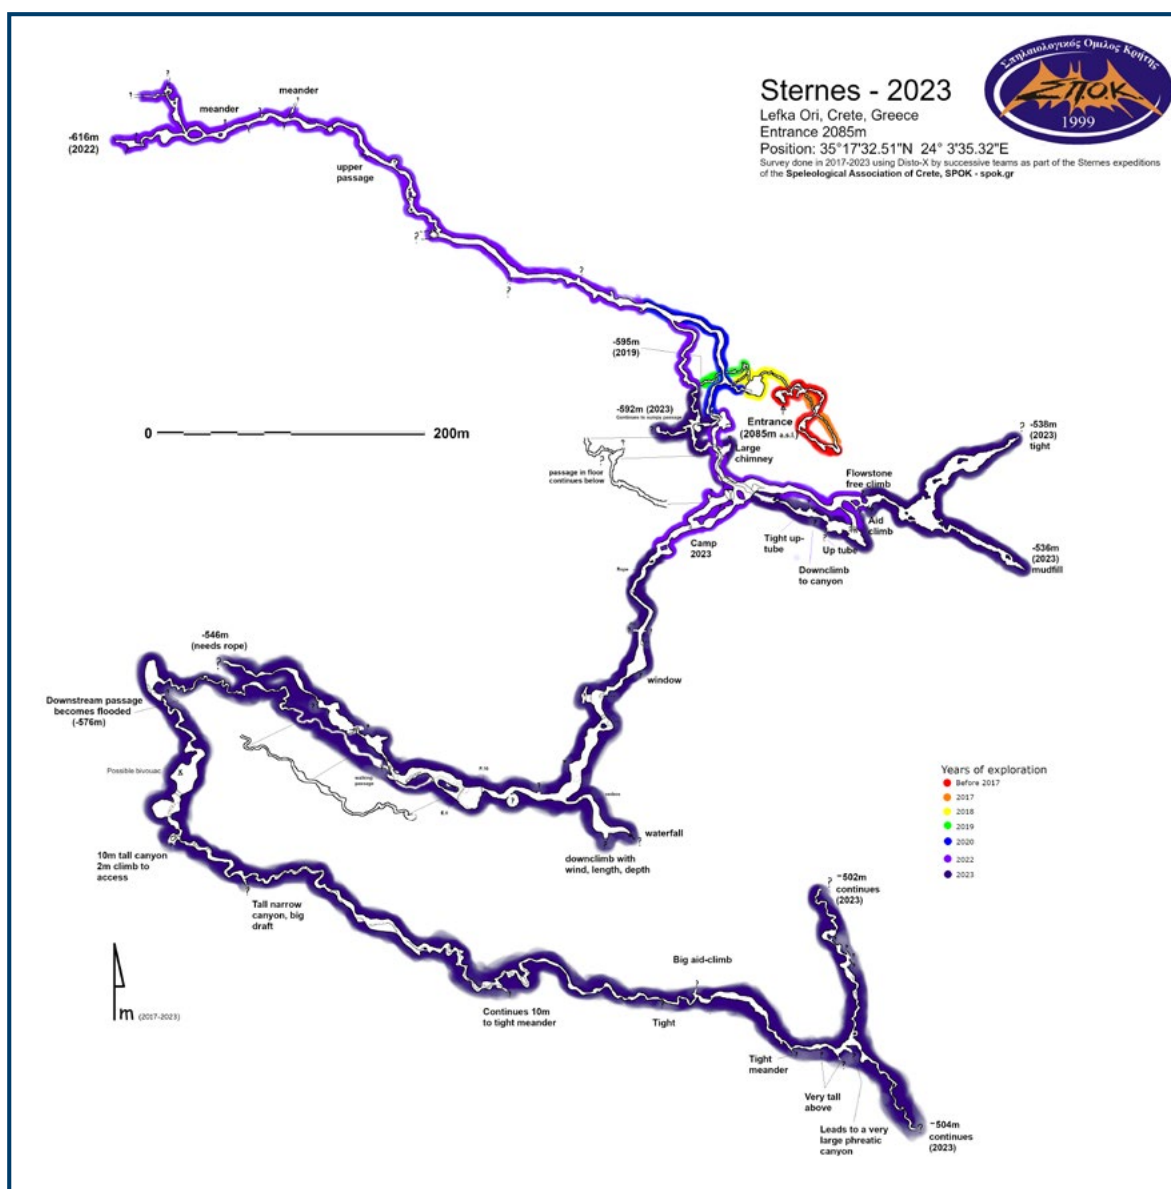 Σπηλαιολογικός Ομιλος Κρήτης
ΣΠΟΚ
1999
Sternes - 2023
Lefka Ori, Crete, Greece
Entrance 2085m
Position: 35°17'32.51"N 24° 3'35.32"E
Survey done in 2017-2023 using Disto-X by successive teams as part of the Sternes expeditions
of the Speleological Association of Crete, SPOK - spok.gr
?
?
meander
meander
-616m
(2022)
upper
passage
?
?
?
-595m
(2019)
-592m (2023)
Continues to sump passage
Entrance
(2085m a.s.l.)
0
200m
Large
chimney
passage in floor
continues below
-538m
(2023)
tight
Flowstone
free climb
Aid
climb
Tight up-
tube
Up tube
Downclimb
to canyon
-536m
(2023)
mudfill
Camp
2023
Rope
-546m
(needs rope)
window
Downstream passage
becomes flooded
(-576m)
Possible bivouac
walking
passage
waterfall
downclimb with
wind, length, depth
Years of exploration
Before 2017
2017
2018
2019
2020
2022
2023
10m tall canyon
2m climb to
access
Tall narrow
canyon, big
draft
~502m
continues
(2023)
Big aid-climb
m (2017-2023)
Continues 10m
to tight meander
Tight
Tight
meander
Very tall
above
Leads to a very
large phreatic
canyon
~504m
continues
(2023)